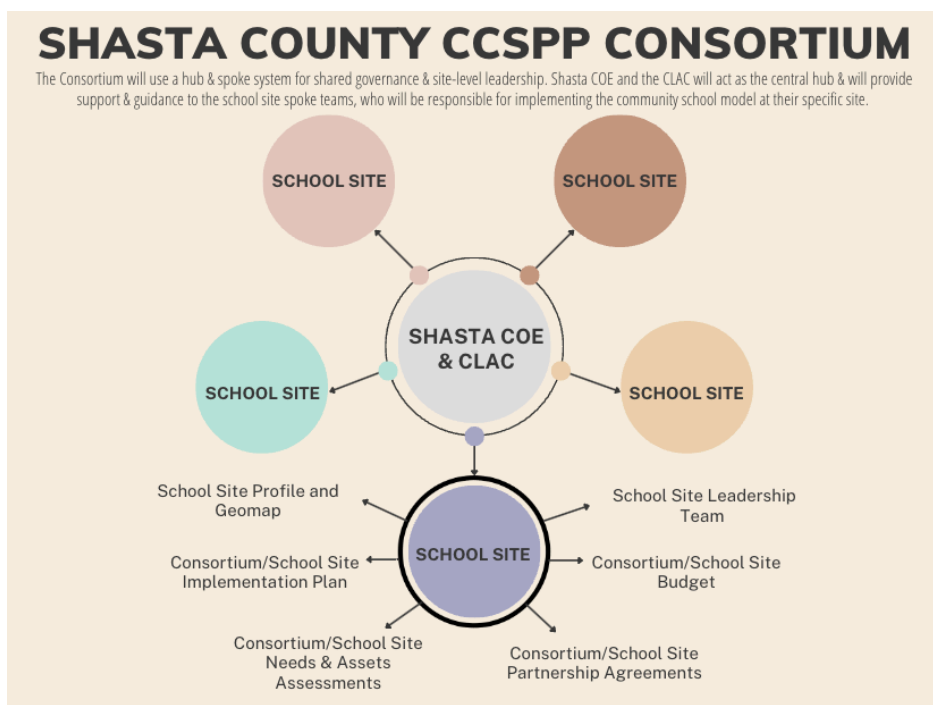 SHASTA COUNTY CCSPP CONSORTIUM
The Consortium will use a hub & spoke system for shared governance & site-level leadership. Shasta COE and the CLAC will act as the central hub & will provide
support & guidance to the school site spoke teams, who will be responsible for implementing the community school model at their specific site.
SCHOOL SITE
SCHOOL SITE
SHASTA COE
& CLAC
SCHOOL SITE
SCHOOL SITE
School Site Profile and
Geomap
School Site Leadership
Team
SCHOOL SITE
Consortium/School Site
Implementation Plan
Consortium/School Site
Budget
Consortium/School Site
Needs & Assets
Assessments
Consortium/School Site
Partnership Agreements